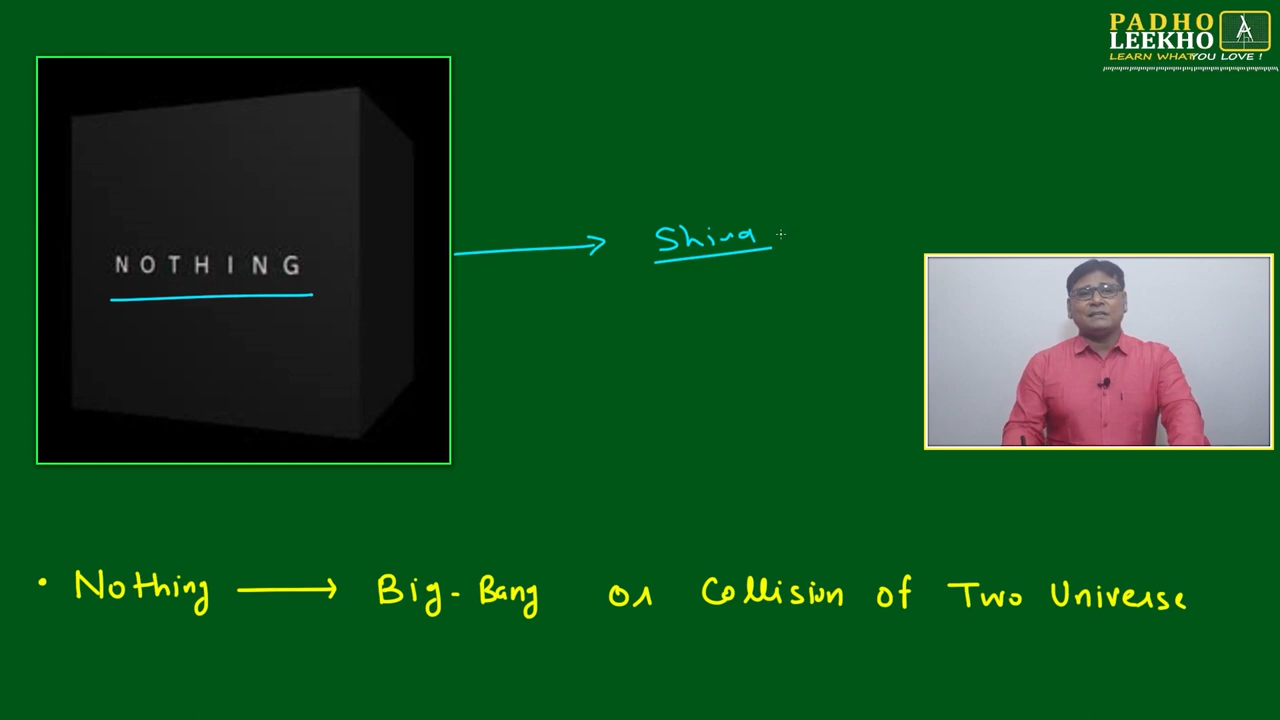 PADHO
LEEKHO
LEARN WHAT YOU LOVE !
NOTHING
Shiva
• Nothing → Big-Bang or Collision of Two Universe